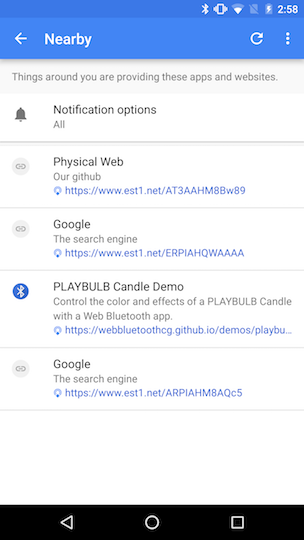 2:58
Nearby
Things around you are providing these apps and websites.
Notification options
All
Physical Web
Our github
https://www.est1.net/AT3AAHM8Bw89
Google
The search engine
https://www.est1.net/ERPIAHQWAAAA
PLAYBULB Candle Demo
Control the color and effects of a PLAYBULB Candle
with a Web Bluetooth app.
https://webbluetoothcg.github.io/demos/playbu...
Google
The search engine
https://www.est1.net/ARPIAHM8AQc5